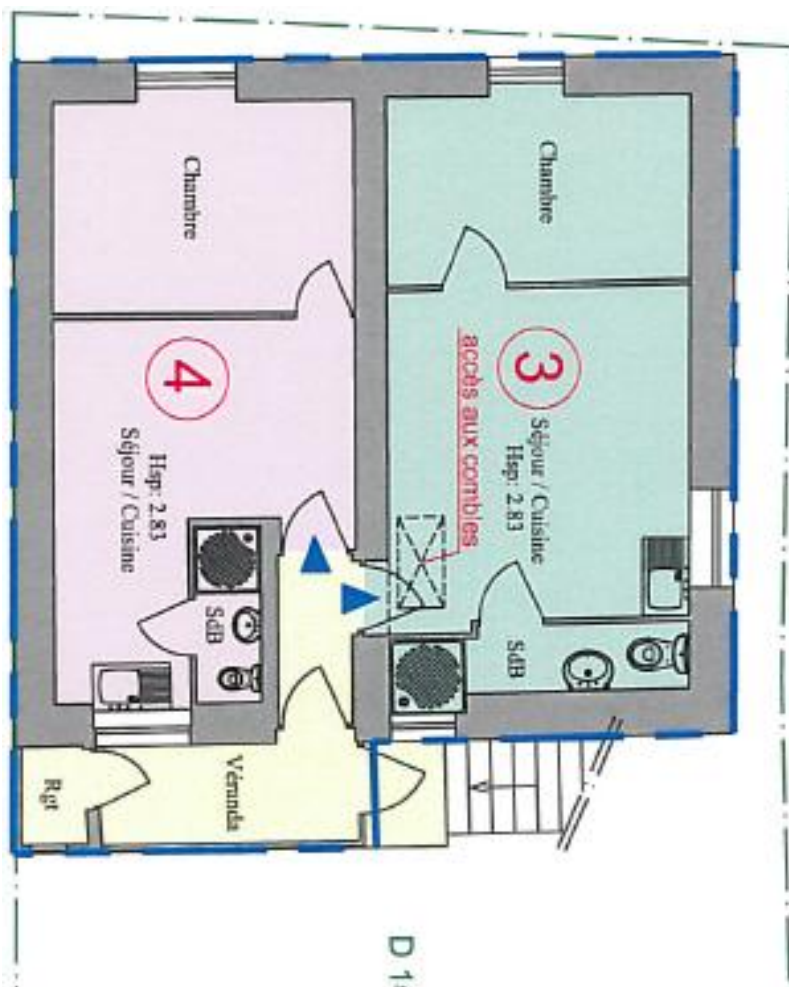 Chambre
Chambre
3
Séjour / Cuisine
Hsp: 2.83
accès aux combles
4
Hsp: 2.83
Séjour / Cuisine
SdB
SdB
Véranda
Rgt